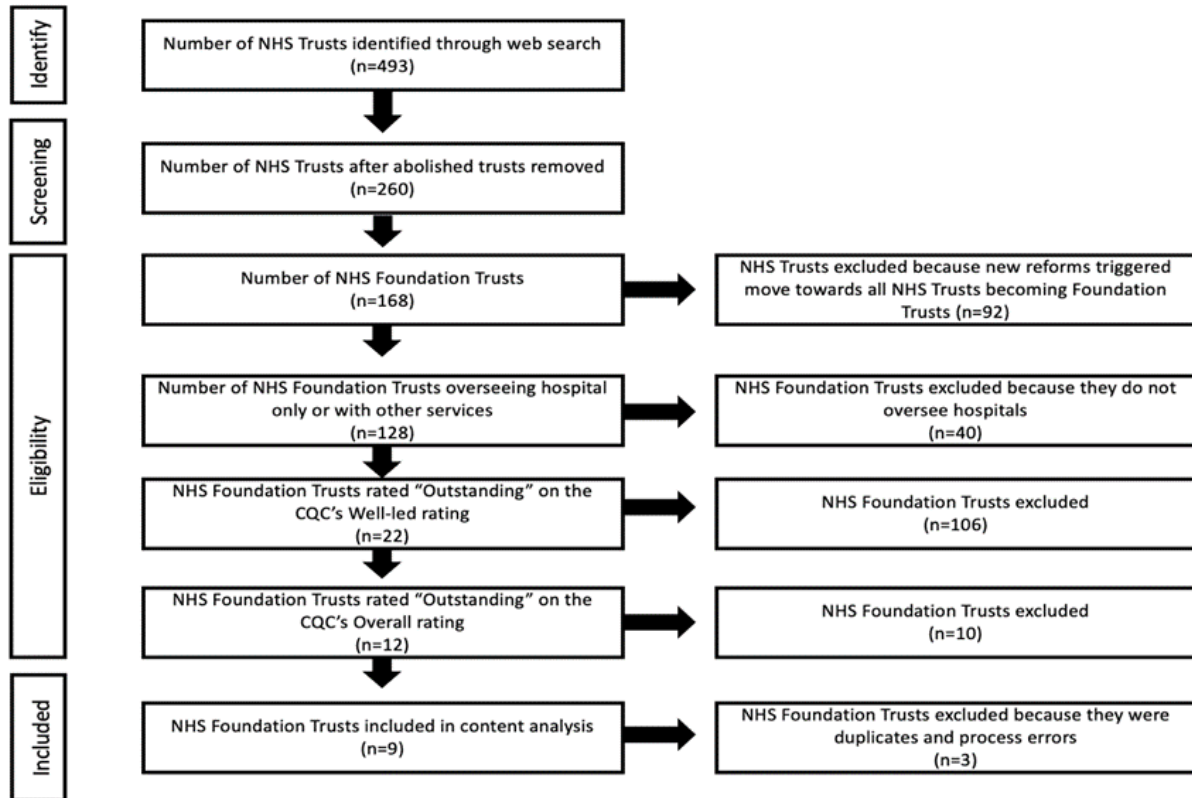 Identify
Number of NHS Trusts identified through web search
(n=493)
Screening
Number of NHS Trusts after abolished trusts removed
(n=260)
Eligibility
Number of NHS Foundation Trusts
(n=168)
NHS Trusts excluded because new reforms triggered
move towards all NHS Trusts becoming Foundation
Trusts (n=92)
Number of NHS Foundation Trusts overseeing hospital
only or with other services
(n=128)
NHS Foundation Trusts excluded because they do not
oversee hospitals
(n=40)
NHS Foundation Trusts rated “Outstanding” on the
CQC’s Well-led rating
(n=22)
NHS Foundation Trusts excluded
(n=106)
NHS Foundation Trusts rated “Outstanding” on the
CQC’s Overall rating
(n=12)
NHS Foundation Trusts excluded
(n=10)
Included
NHS Foundation Trusts included in content analysis
(n=9)
NHS Foundation Trusts excluded because they were
duplicates and process errors
(n=3)